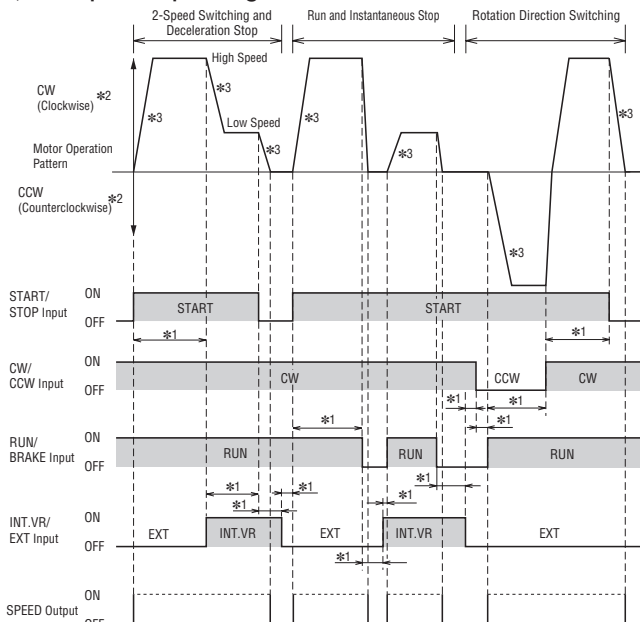 2-Speed Switching and
Deceleration Stop
Run and Instantaneous Stop
Rotation Direction Switching
High Speed
CW
(Clockwise) *2
*3
*3
*3
*3
Low Speed
*3
*3
Motor Operation
Pattern
CCW
(Counterclockwise) *2
*3
START/
STOP Input
ON
OFF
START
START
*1
*1
CW/
CCW Input
ON
OFF
CW
CCW
CW
*1
*1
*1
RUN/
BRAKE Input
ON
OFF
RUN
RUN
RUN
*1
*1
*1
*1
*1
*1
INT.VR/
EXT Input
ON
OFF
EXT
INT.VR
EXT
INT.VR
EXT
*1
SPEED Output
ON